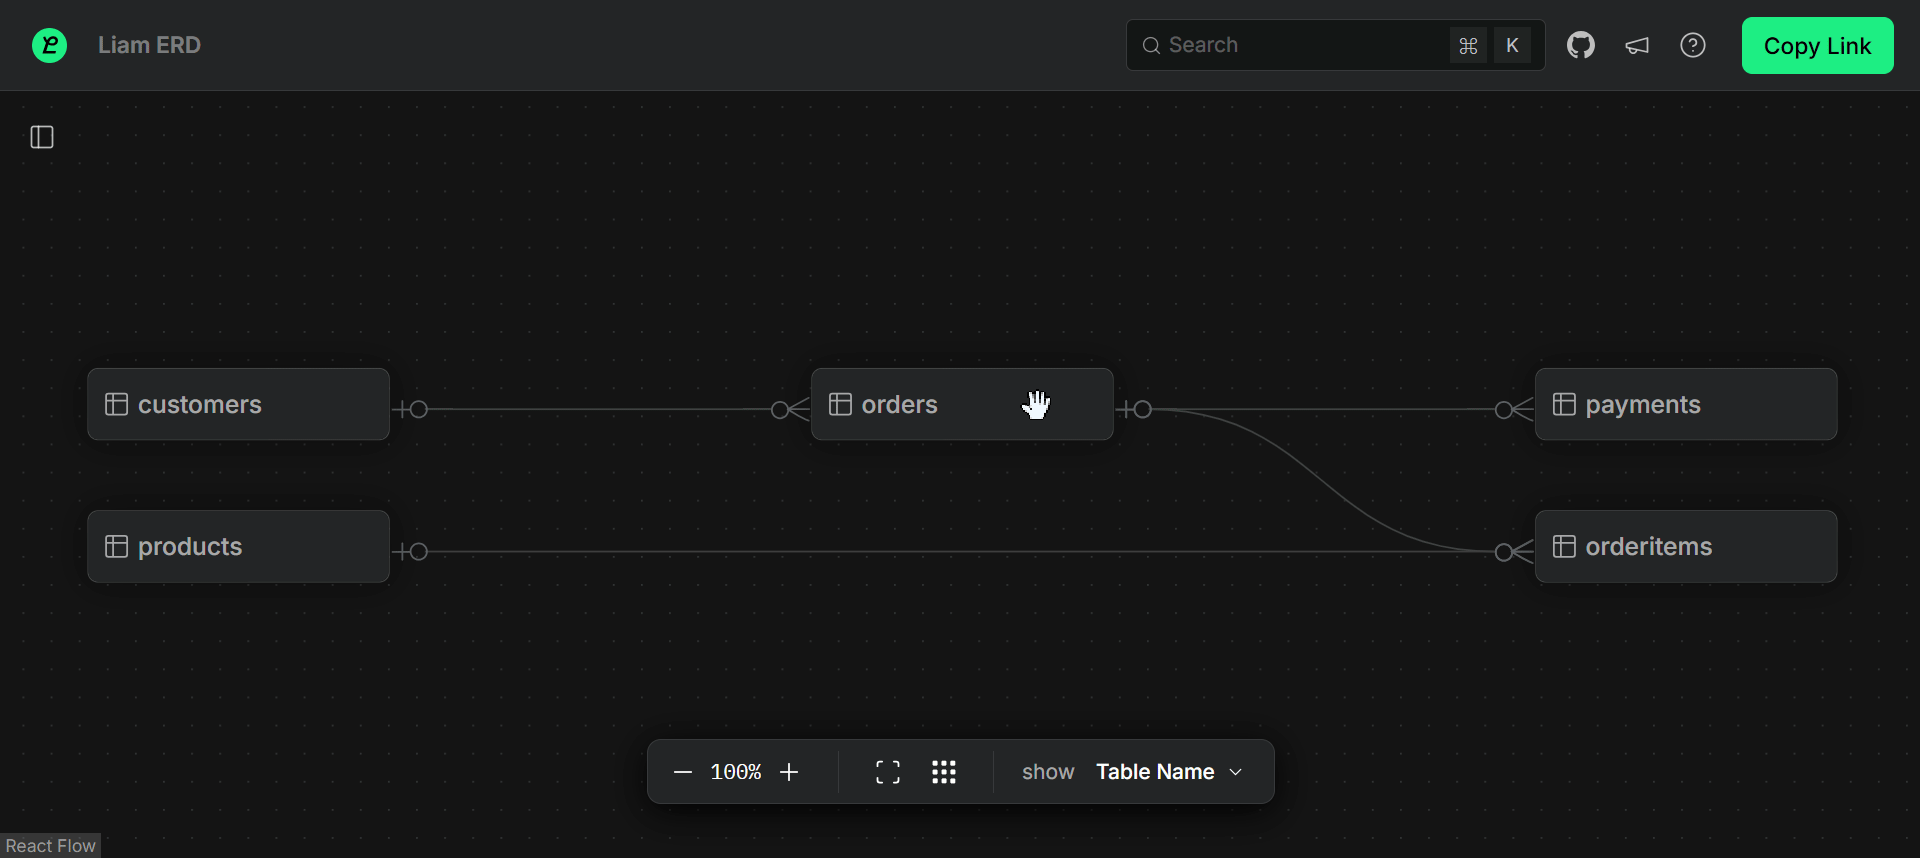 Liam ERD
Search ⌘ K
Copy Link
customers
orders
payments
products
orderitems
100%
show Table Name
React Flow